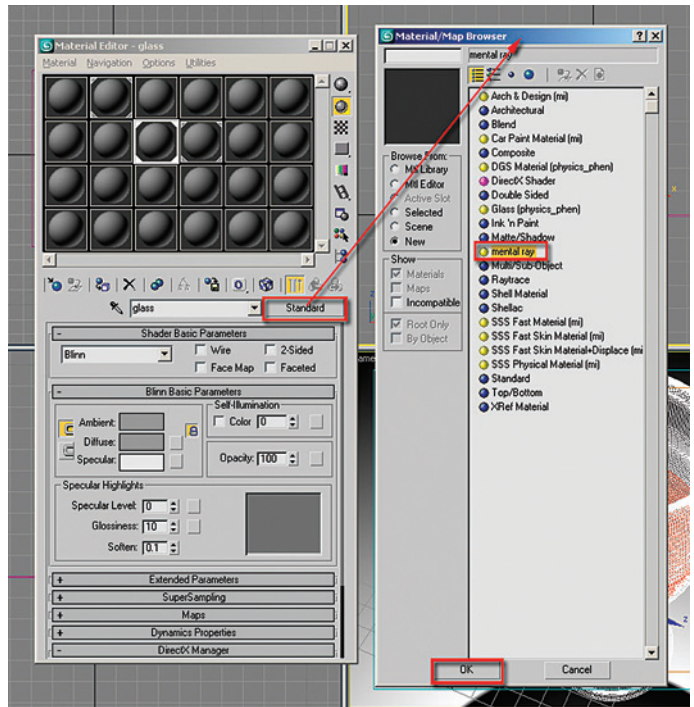 Material Editor - glass
Material Navigation Options Utilities
glass
Standard
- Shader Basic Parameters
Blinn
Wire
2-Sided
Face Map
Faceted
- Blinn Basic Parameters
Ambient:
Diffuse:
Specular:
Self-Illumination
Color 0
Opacity: 100
Specular Highlights
Specular Level: 0
Glossiness: 10
Soften: 0.1
+ Extended Parameters
+ SuperSampling
+ Maps
+ Dynamics Properties
- DirectX Manager
Material/Map Browser
mental ray
Browse From:
Mtl Library
Mtl Editor
Active Slot
Selected
Scene
New
Show
Materials
Maps
Incompatible
Root Only
By Object
Arch & Design (mi)
Architectural
Blend
Car Paint Material (mi)
Composite
DGS Material (physics_phen)
DirectX Shader
Double Sided
Glass (physics_phen)
Ink 'n Paint
Matte/Shadow
mental ray
Multi/Sub-Object
Raytrace
Shell Material
Shellac
SSS Fast Material (mi)
SSS Fast Skin Material (mi)
SSS Fast Skin Material+Displace (mi
SSS Physical Material (mi)
Standard
Top/Bottom
XRef Material
OK
Cancel
x
z